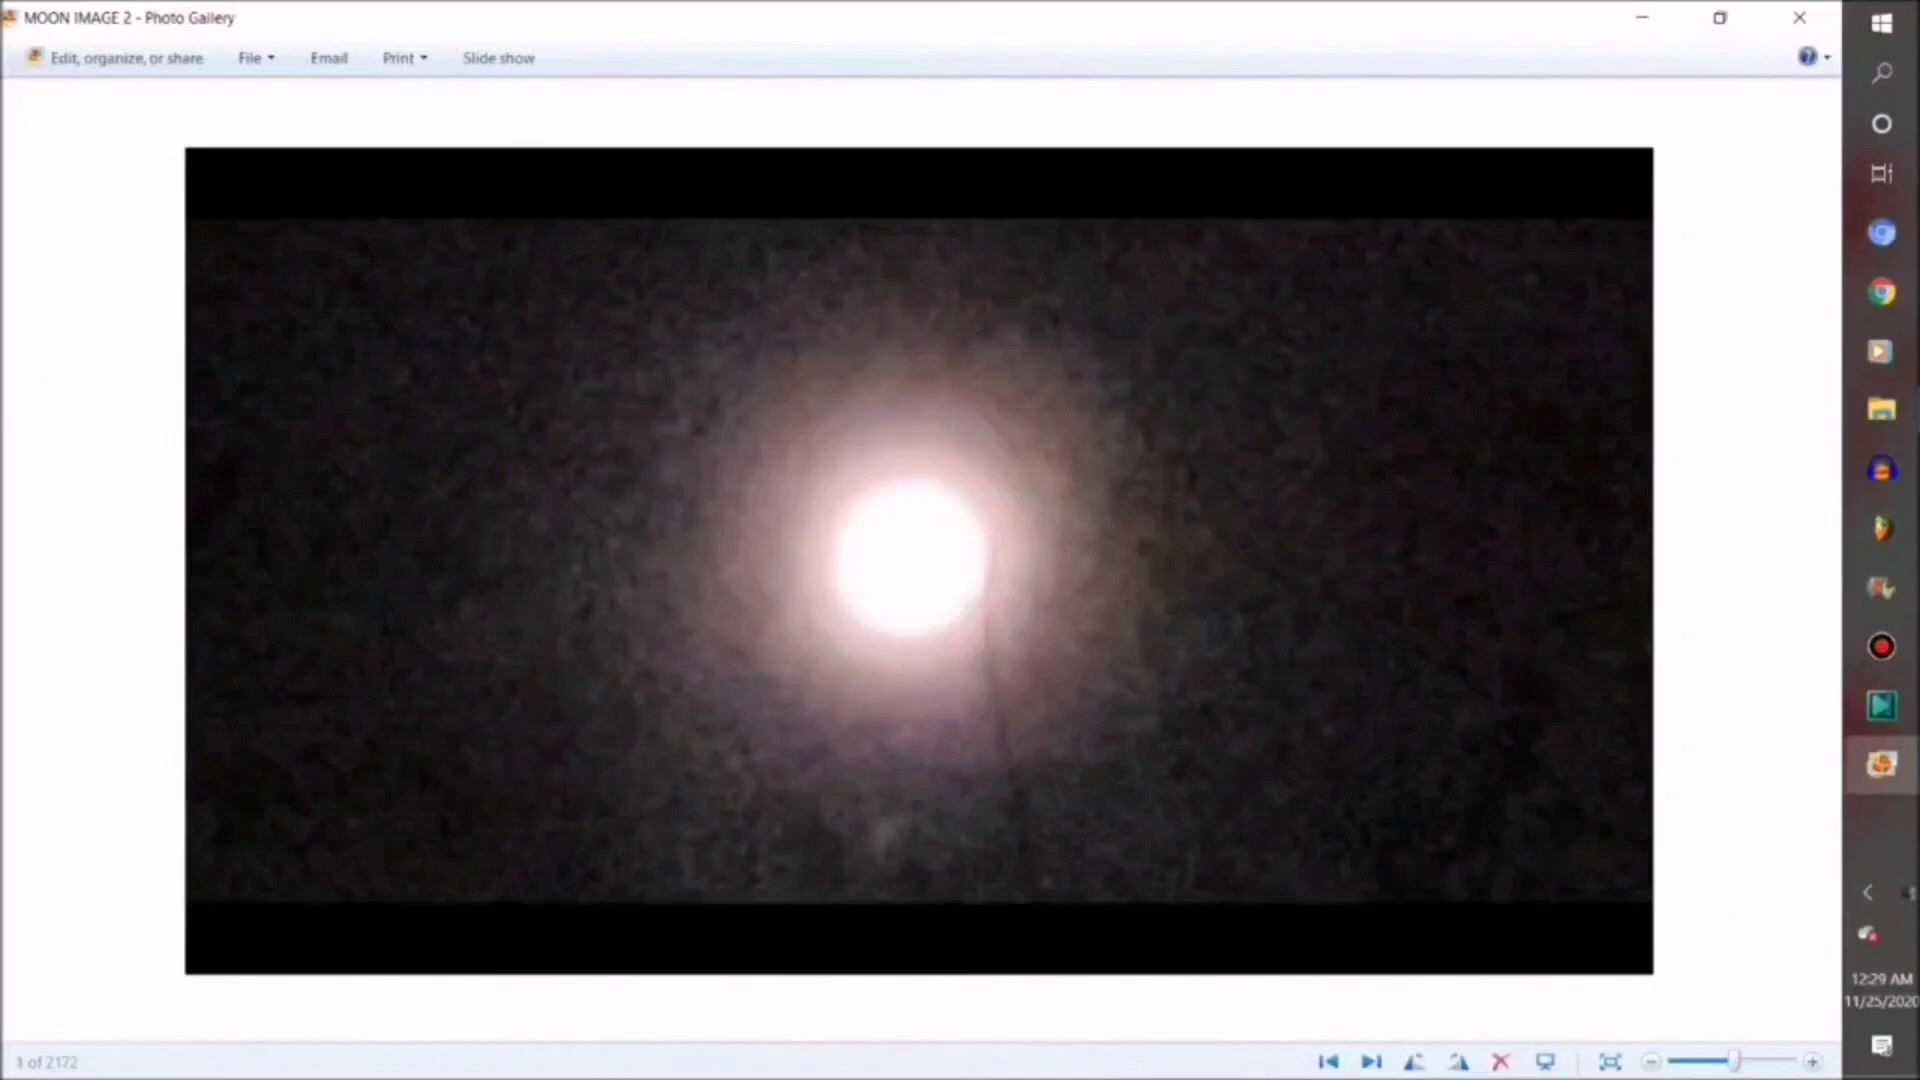 MOON IMAGE 2 - Photo Gallery
Edit, organize, or share File Email Print Slide show
12:29 AM
11/25/2020
1 of 2172